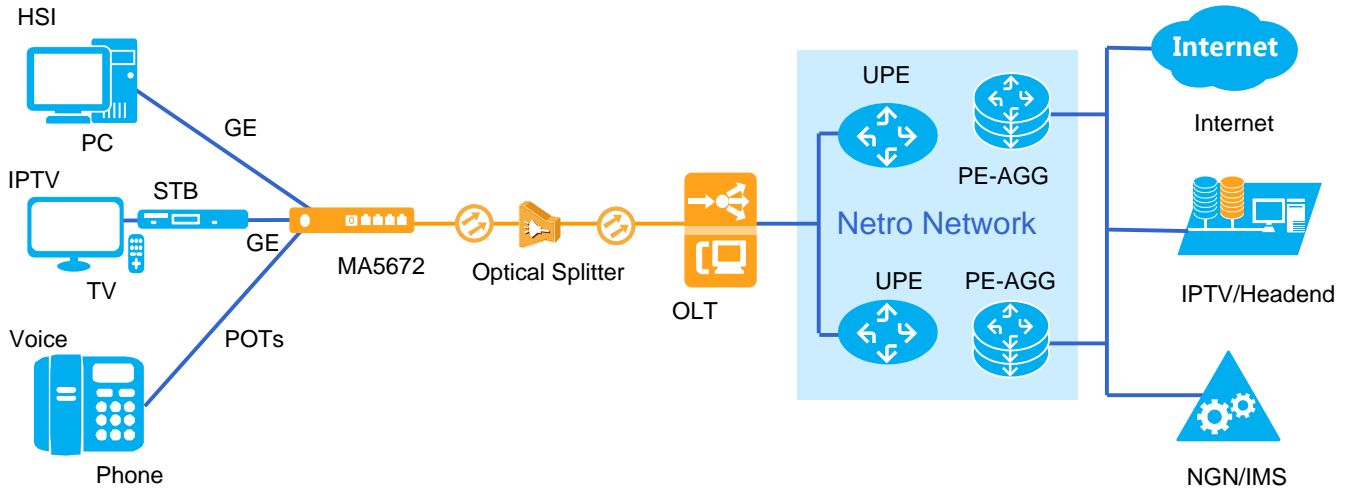 HSI
PC
GE
IPTV
STB
GE
TV
MA5672
Voice
POTs
Phone
Optical Splitter
OLT
UPE
PE-AGG
Netro Network
UPE
PE-AGG
Internet
Internet
IPTV/Headend
NGN/IMS